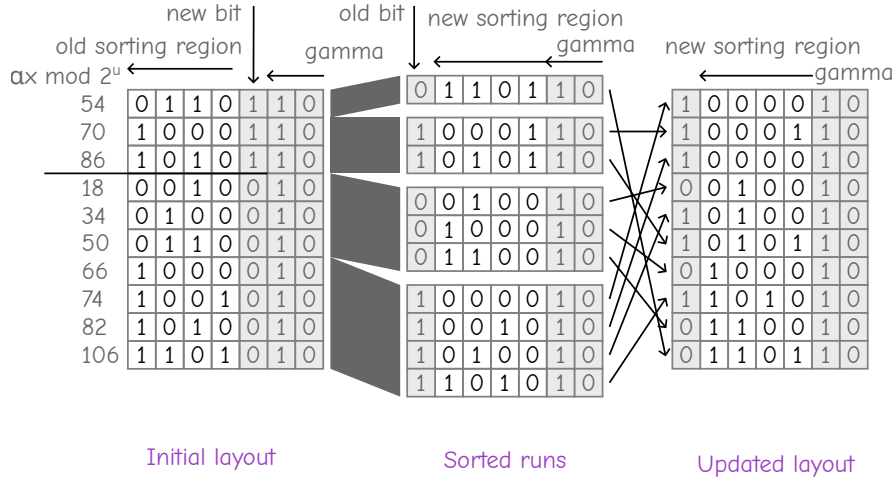 new bit
old bit
new sorting region
old sorting region
gamma
gamma
new sorting region
αx mod 2ᵘ
gamma
54 0 1 1 0 1 1 0
70 1 0 0 0 1 1 0
86 1 0 1 0 1 1 0
18 0 0 1 0 0 1 0
34 0 1 0 0 0 1 0
50 0 1 1 0 0 1 0
66 1 0 0 0 0 1 0
74 1 0 0 1 0 1 0
82 1 0 1 0 0 1 0
106 1 1 0 1 0 1 0
0 1 1 0 1 1 0
1 0 0 0 1 1 0
1 0 1 0 1 1 0
0 0 1 0 0 1 0
0 1 0 0 0 1 0
0 1 1 0 0 1 0
1 0 0 0 0 1 0
1 0 0 1 0 1 0
1 0 1 0 0 1 0
1 1 0 1 0 1 0
1 0 0 0 0 1 0
1 0 0 0 1 1 0
1 0 0 0 0 1 0
0 0 1 0 0 1 0
1 0 1 0 0 1 0
1 0 1 0 1 1 0
0 1 0 0 0 1 0
1 1 0 1 0 1 0
0 1 1 0 0 1 0
0 1 1 0 1 1 0
Initial layout
Sorted runs
Updated layout